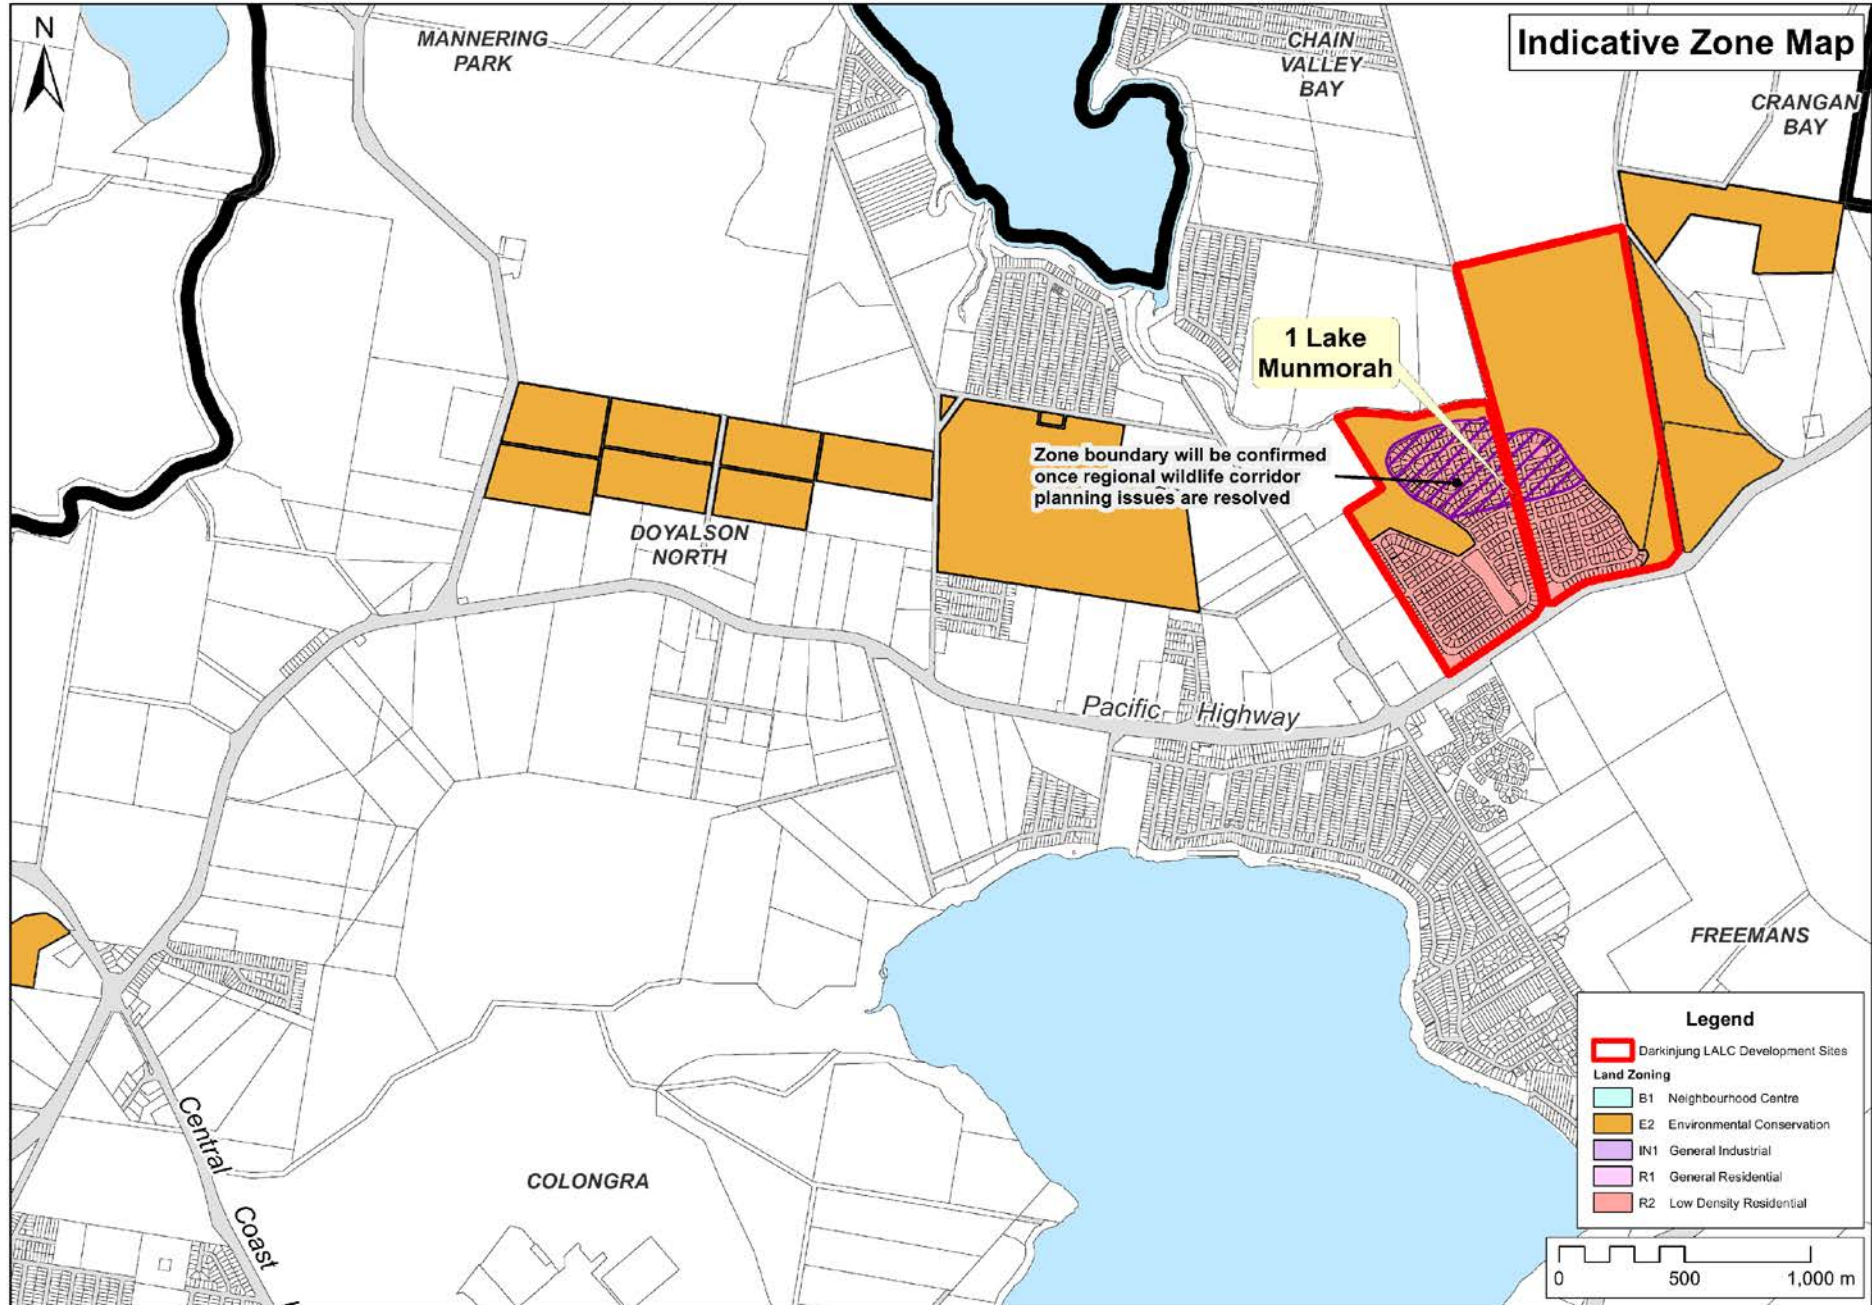 N
Indicative Zone Map
MANNERING
PARK
CHAIN
VALLEY
BAY
CRANGAN
BAY
1 Lake
Munmorah
Zone boundary will be confirmed
once regional wildlife corridor
planning issues are resolved
DOYALSON
NORTH
Pacific Highway
FREEMANS
COLONGRA
Central
Coast
Legend
Darkinjung LALC Development Sites
Land Zoning
B1 Neighbourhood Centre
E2 Environmental Conservation
IN1 General Industrial
R1 General Residential
R2 Low Density Residential
0 500 1,000 m